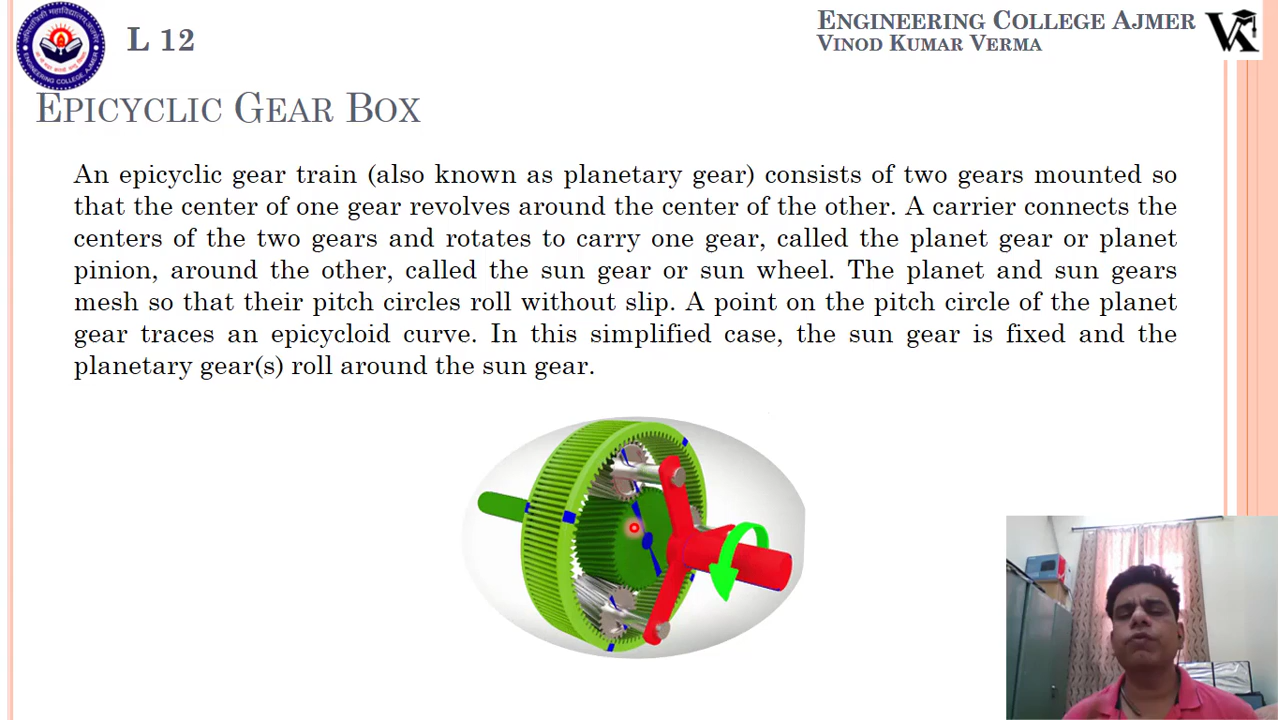 L 12
ENGINEERING COLLEGE AJMER
VINOD KUMAR VERMA
EPICYCLIC GEAR BOX
An epicyclic gear train (also known as planetary gear) consists of two gears mounted so
that the center of one gear revolves around the center of the other. A carrier connects the
centers of the two gears and rotates to carry one gear, called the planet gear or planet
pinion, around the other, called the sun gear or sun wheel. The planet and sun gears
mesh so that their pitch circles roll without slip. A point on the pitch circle of the planet
gear traces an epicycloid curve. In this simplified case, the sun gear is fixed and the
planetary gear(s) roll around the sun gear.